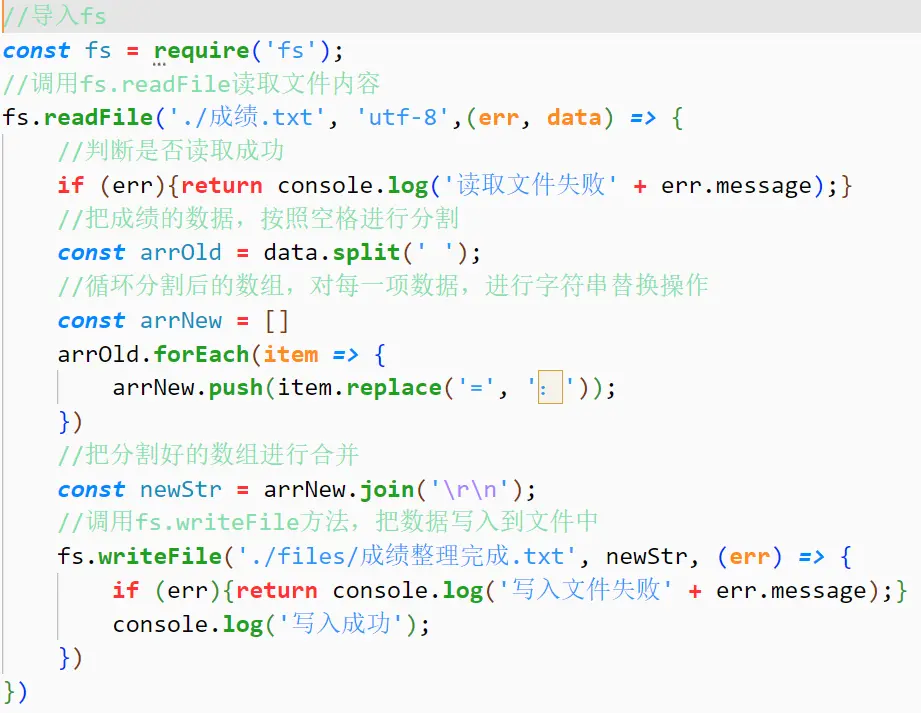 //导入fs
const fs = require('fs');
//调用fs.readFile读取文件内容
fs.readFile('./成绩.txt', 'utf-8',(err, data) => {
//判断是否读取成功
if (err){return console.log('读取文件失败' + err.message);}
//把成绩的数据，按照空格进行分割
const arrOld = data.split(' ');
//循环分割后的数组，对每一项数据，进行字符串替换操作
const arrNew = []
arrOld.forEach(item => {
arrNew.push(item.replace('=', '：'));
})
//把分割好的数组进行合并
const newStr = arrNew.join('\r\n');
//调用fs.writeFile方法，把数据写入到文件中
fs.writeFile('./files/成绩整理完成.txt', newStr, (err) => {
if (err){return console.log('写入文件失败' + err.message);}
console.log('写入成功');
})
})